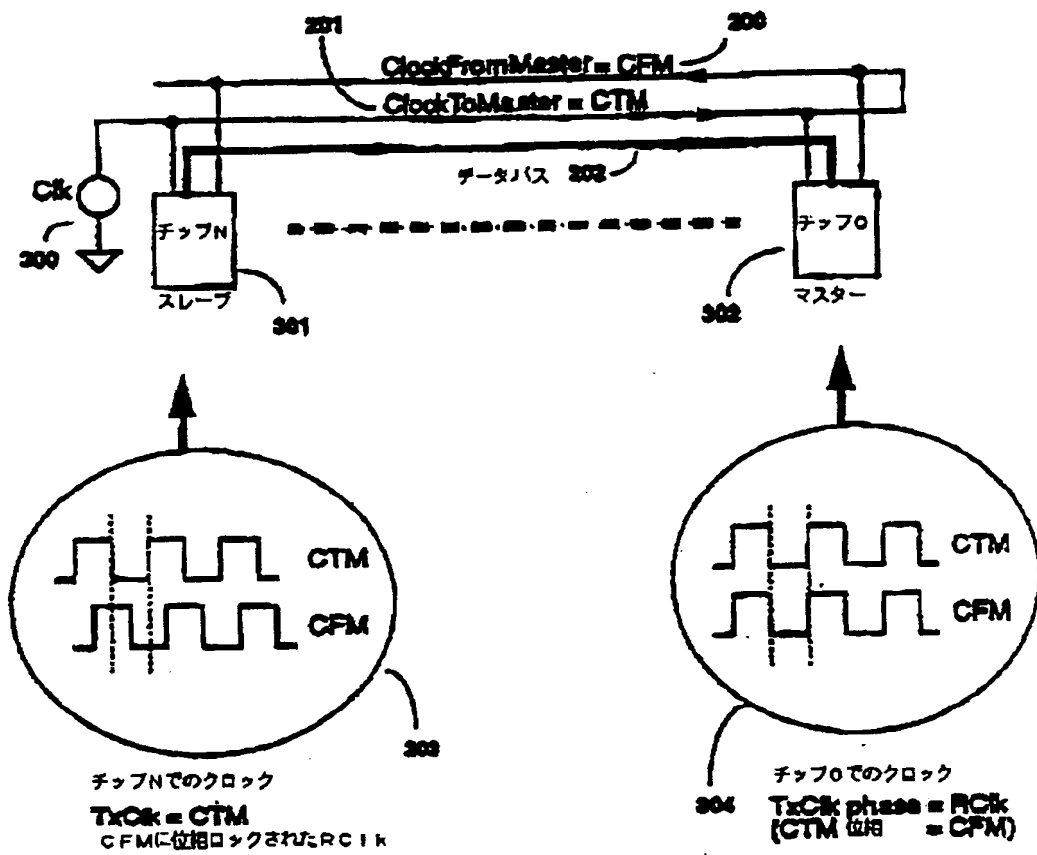 201
200
ClockFromMaster = CFM
ClockToMaster = CTM
データバス 202
Clk
チップN
チップ0
300
スレーブ
マスター
301
302
CTM
CFM
CTM
CFM
チップNでのクロック
TxClk = CTM
CFMに位相ロックされたRClk
304
チップ0でのクロック
TxClk phase = RClk
(CTM 位相 = CFM)